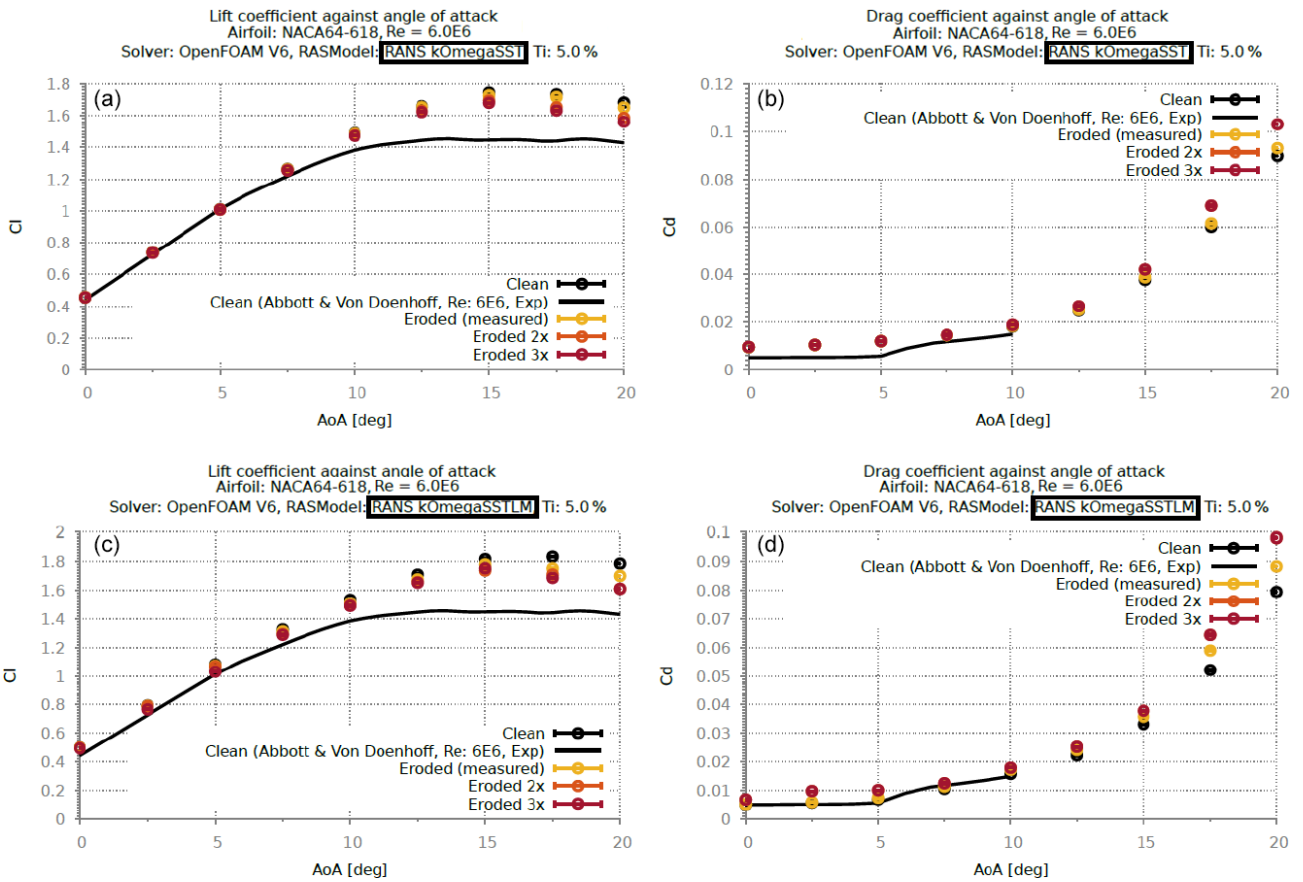 Lift coefficient against angle of attack
Airfoil: NACA64-618, Re = 6.0E6
Solver: OpenFOAM V6, RASModel: RANS kOmegaSST Ti: 5.0 %
(a)
1.8
1.6
1.4
1.2
1
0.8
0.6
0.4
0.2
0
Cl
Clean
Clean (Abbott & Von Doenhoff, Re: 6E6, Exp)
Eroded (measured)
Eroded 2x
Eroded 3x
0 5 10 15 20
AoA [deg]
Drag coefficient against angle of attack
Airfoil: NACA64-618, Re = 6.0E6
Solver: OpenFOAM V6, RASModel: RANS kOmegaSST Ti: 5.0 %
(b)
0.12
0.1
0.08
0.06
0.04
0.02
0
Cd
Clean
Clean (Abbott & Von Doenhoff, Re: 6E6, Exp)
Eroded (measured)
Eroded 2x
Eroded 3x
0 5 10 15 20
AoA [deg]
Lift coefficient against angle of attack
Airfoil: NACA64-618, Re = 6.0E6
Solver: OpenFOAM V6, RASModel: RANS kOmegaSSTLM Ti: 5.0 %
(c)
2
1.8
1.6
1.4
1.2
1
0.8
0.6
0.4
0.2
0
Cl
Clean
Clean (Abbott & Von Doenhoff, Re: 6E6, Exp)
Eroded (measured)
Eroded 2x
Eroded 3x
0 5 10 15 20
AoA [deg]
Drag coefficient against angle of attack
Airfoil: NACA64-618, Re = 6.0E6
Solver: OpenFOAM V6, RASModel: RANS kOmegaSSTLM Ti: 5.0 %
(d)
0.1
0.09
0.08
0.07
0.06
0.05
0.04
0.03
0.02
0.01
0
Cd
Clean
Clean (Abbott & Von Doenhoff, Re: 6E6, Exp)
Eroded (measured)
Eroded 2x
Eroded 3x
0 5 10 15 20
AoA [deg]